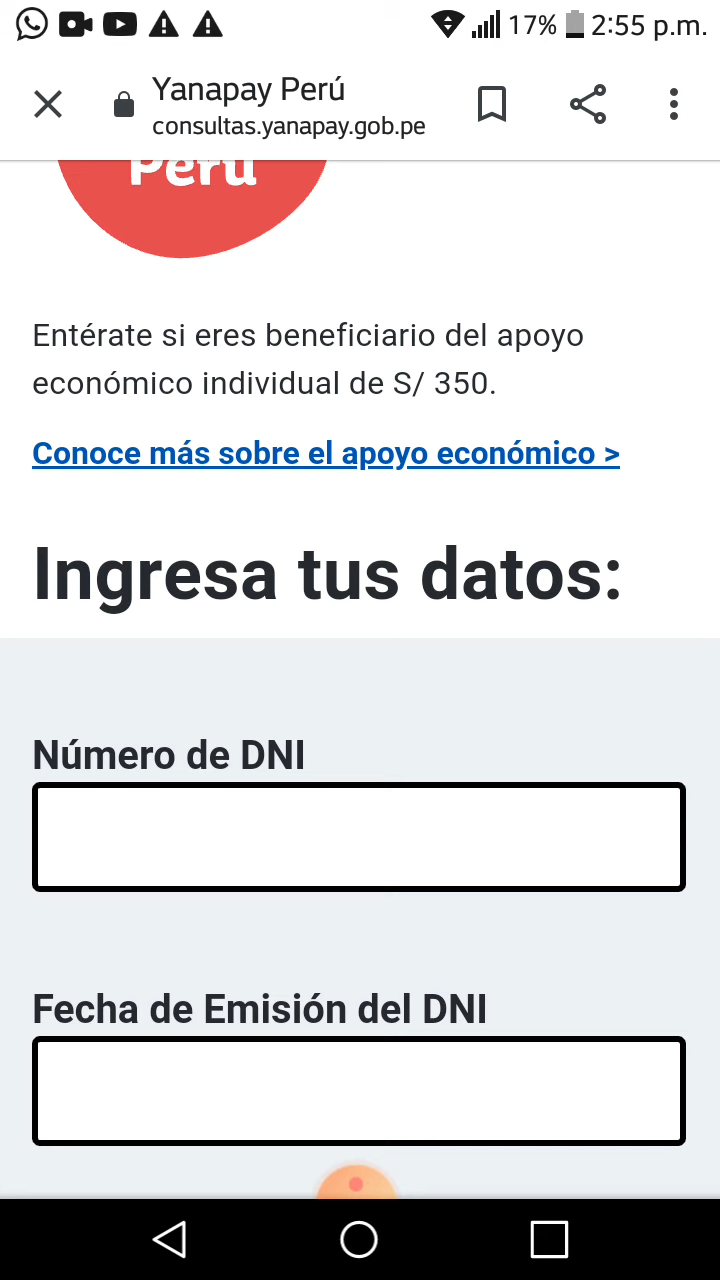 17% 2:55 p.m.
Yanapay Perú
consultas.yanapay.gob.pe
Perú
Entérate si eres beneficiario del apoyo
económico individual de S/ 350.
Conoce más sobre el apoyo económico >
Ingresa tus datos:
Número de DNI
Fecha de Emisión del DNI